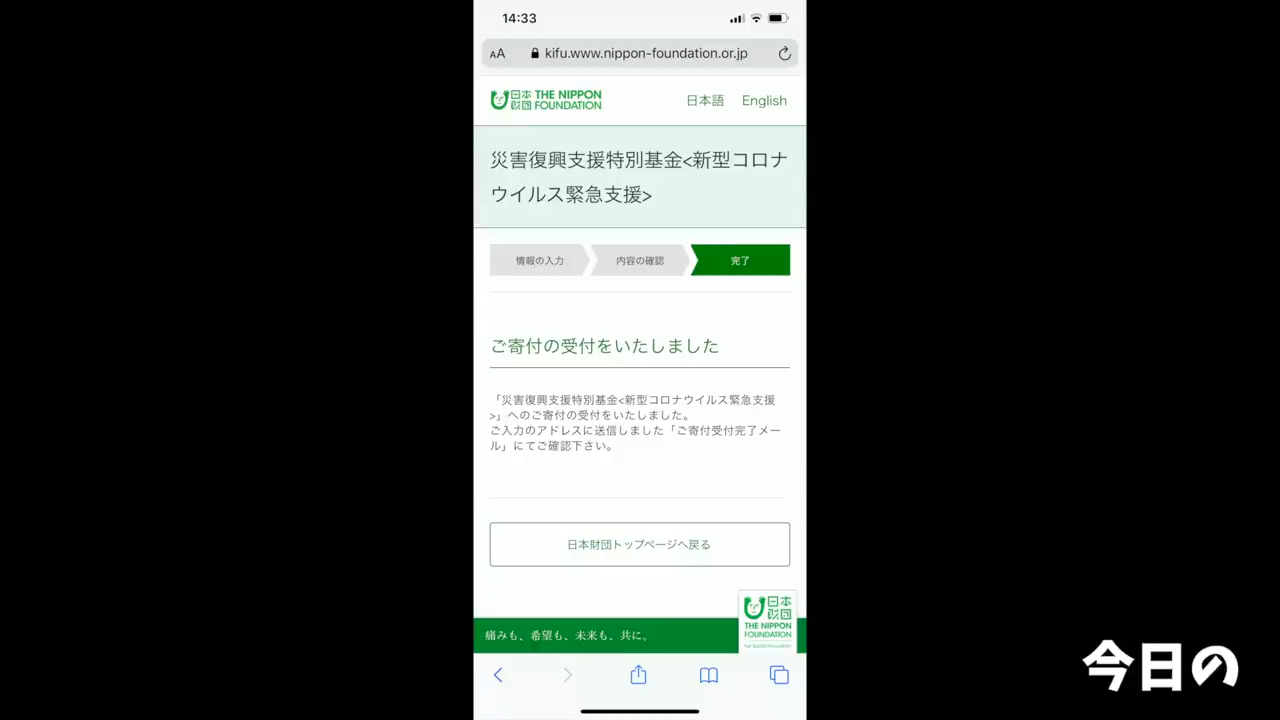 14:33
AA kifu.www.nippon-foundation.or.jp
日本財団 THE NIPPON FOUNDATION
日本語 English
災害復興支援特別基金<新型コロナ
ウイルス緊急支援>
情報の入力 内容の確認 完了
ご寄付の受付をいたしました
「災害復興支援特別基金<新型コロナウイルス緊急支援
>」へのご寄付の受付をいたしました。
ご入力のアドレスに送信しました「ご寄付受付完了メー
ル」にてご確認下さい。
日本財団トップページへ戻る
痛みも、希望も、未来も、共に。
日本
財団
THE NIPPON
FOUNDATION
For Social Innovation
今日の